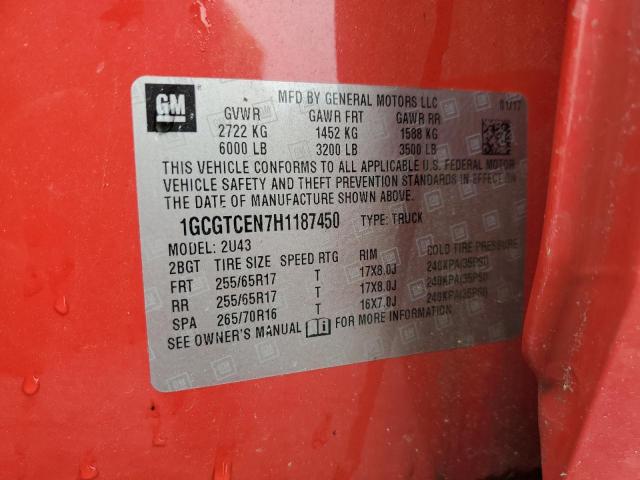 GM
MFD BY GENERAL MOTORS LLC 01/17
GVWR GAWR FRT GAWR RR
2722 KG 1452 KG 1588 KG
6000 LB 3200 LB 3500 LB
THIS VEHICLE CONFORMS TO ALL APPLICABLE U.S. FEDERAL MOTOR
VEHICLE SAFETY AND THEFT PREVENTION STANDARDS IN EFFECT ON
THE DATE OF MANUFACTURE SHOWN ABOVE.
1GCGTCEN7H1187450 TYPE: TRUCK
MODEL: 2U43
2BGT TIRE SIZE SPEED RTG RIM COLD TIRE PRESSURE
FRT 255/65R17 T 17X8.0J 240KPA(35PSI)
RR 255/65R17 T 17X8.0J 240KPA(35PSI)
SPA 265/70R16 T 16X7.0J 240KPA(35PSI)
SEE OWNER'S MANUAL FOR MORE INFORMATION